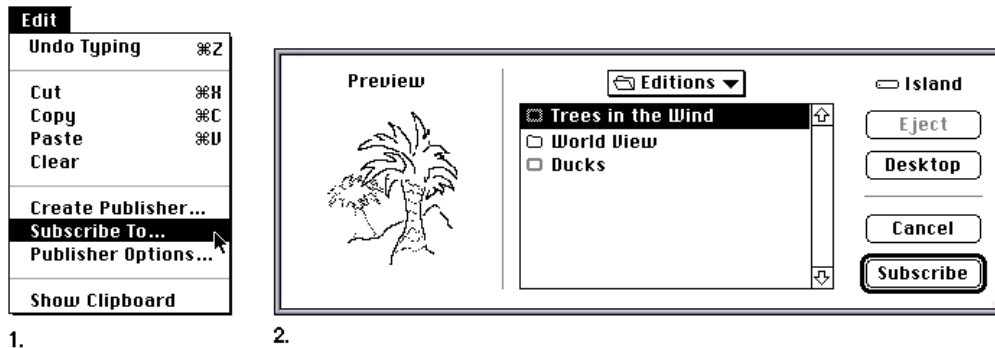 Edit
Undo Typing ⌘Z
Cut ⌘X
Copy ⌘C
Paste ⌘V
Clear
Create Publisher...
Subscribe To...
Publisher Options...
Show Clipboard
1.
Preview
Editions
Island
Trees in the Wind
World View
Ducks
Eject
Desktop
Cancel
Subscribe
2.